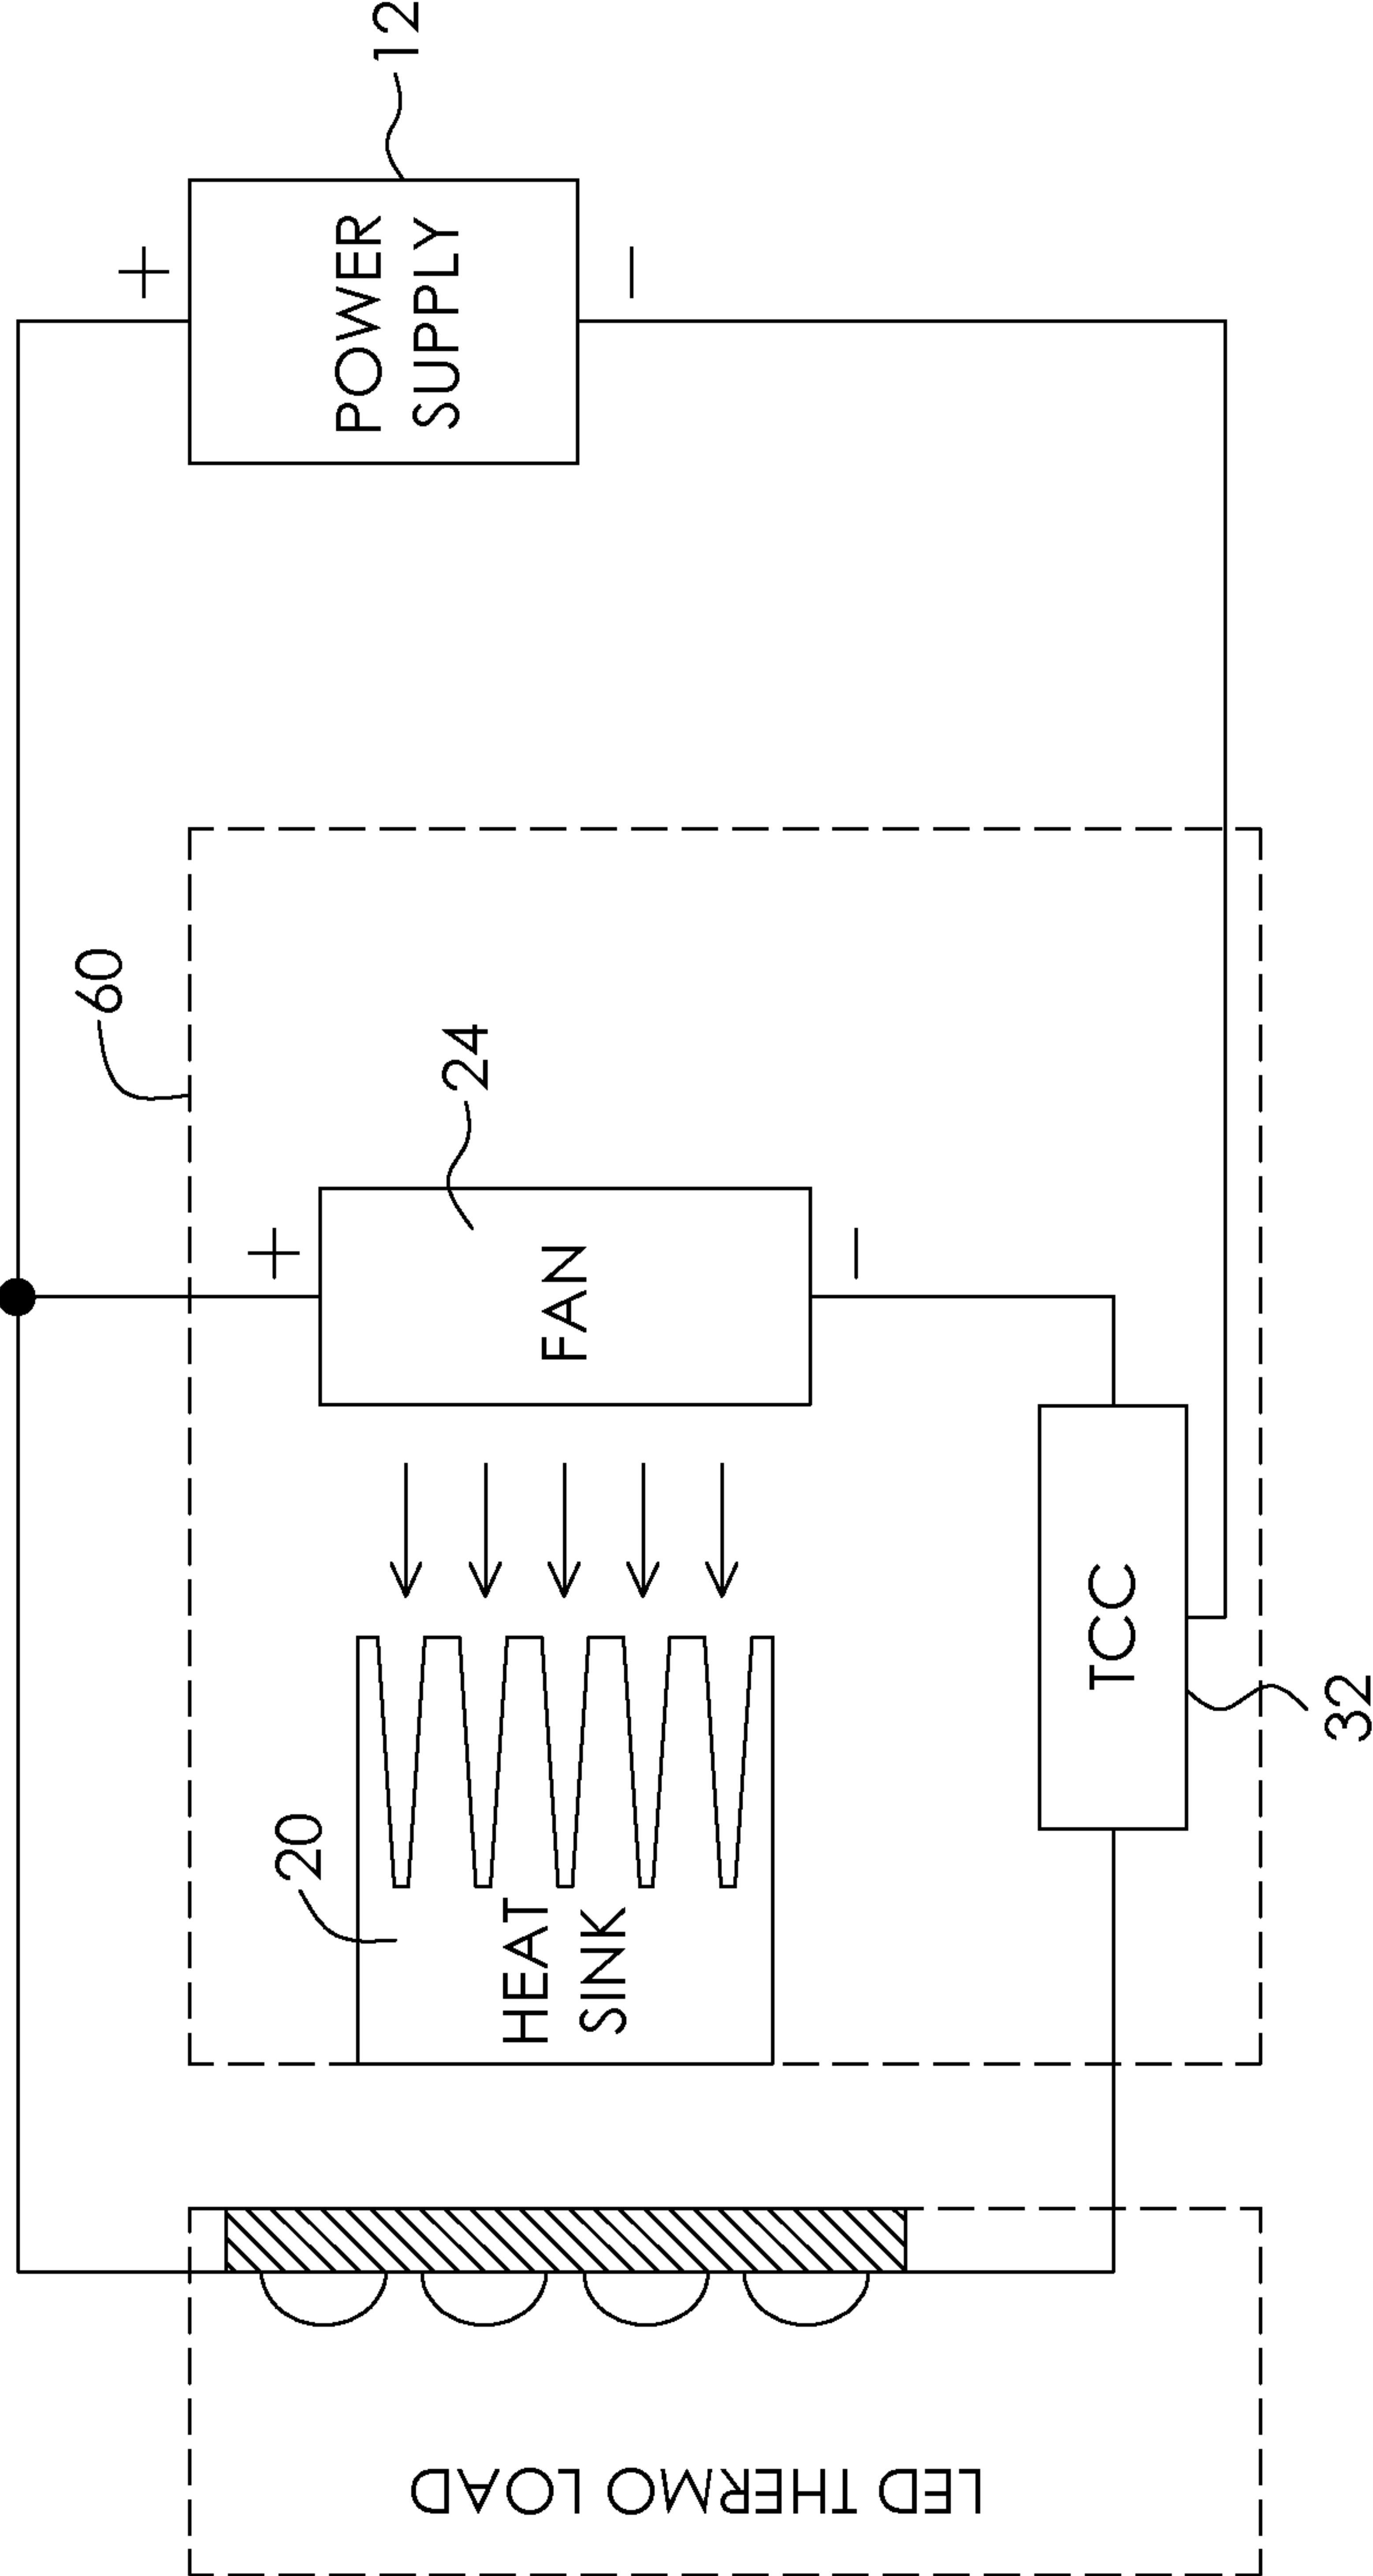 12
+
POWER
SUPPLY
−
60
24
+
FAN
−
TCC
32
20
HEAT
SINK
LED THERMO LOAD